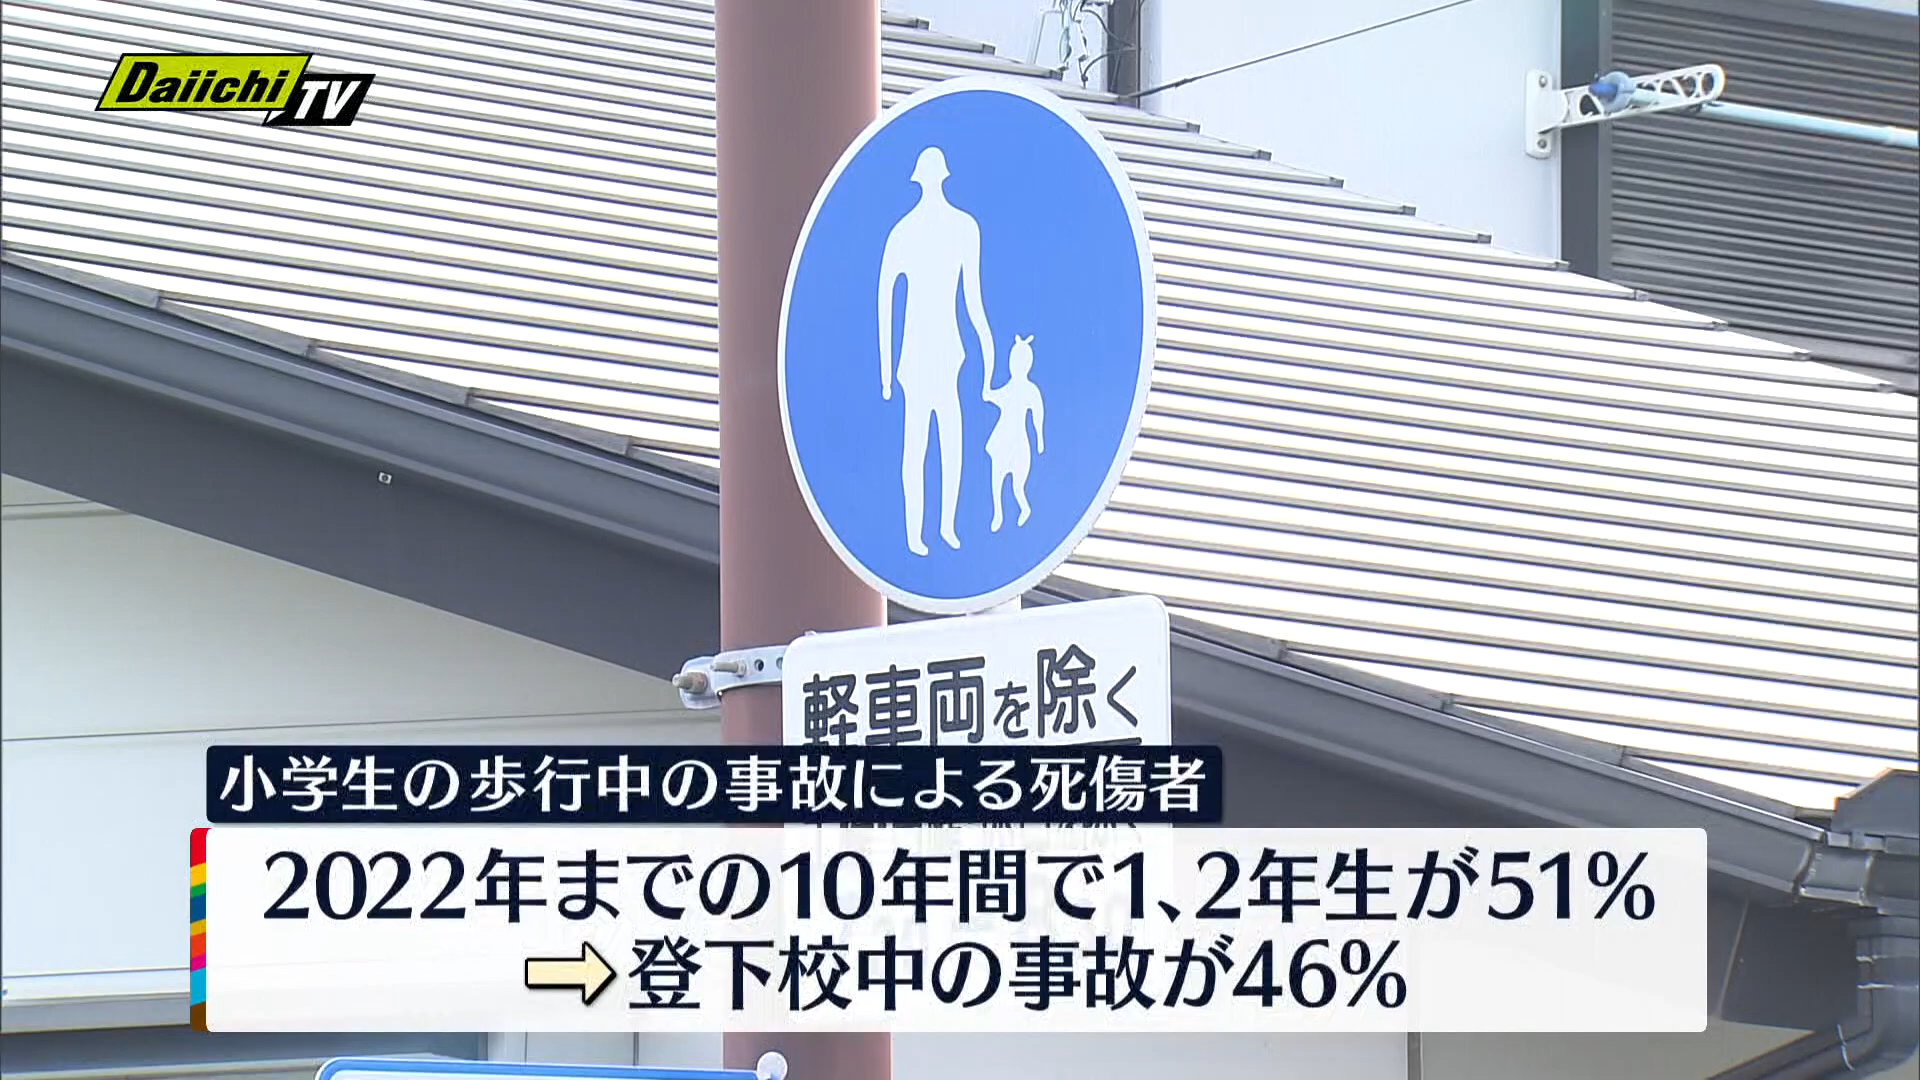 Daiichi TV
軽車両を除く
小学生の歩行中の事故による死傷者
2022年までの10年間で1、2年生が51%
⇨登下校中の事故が46%